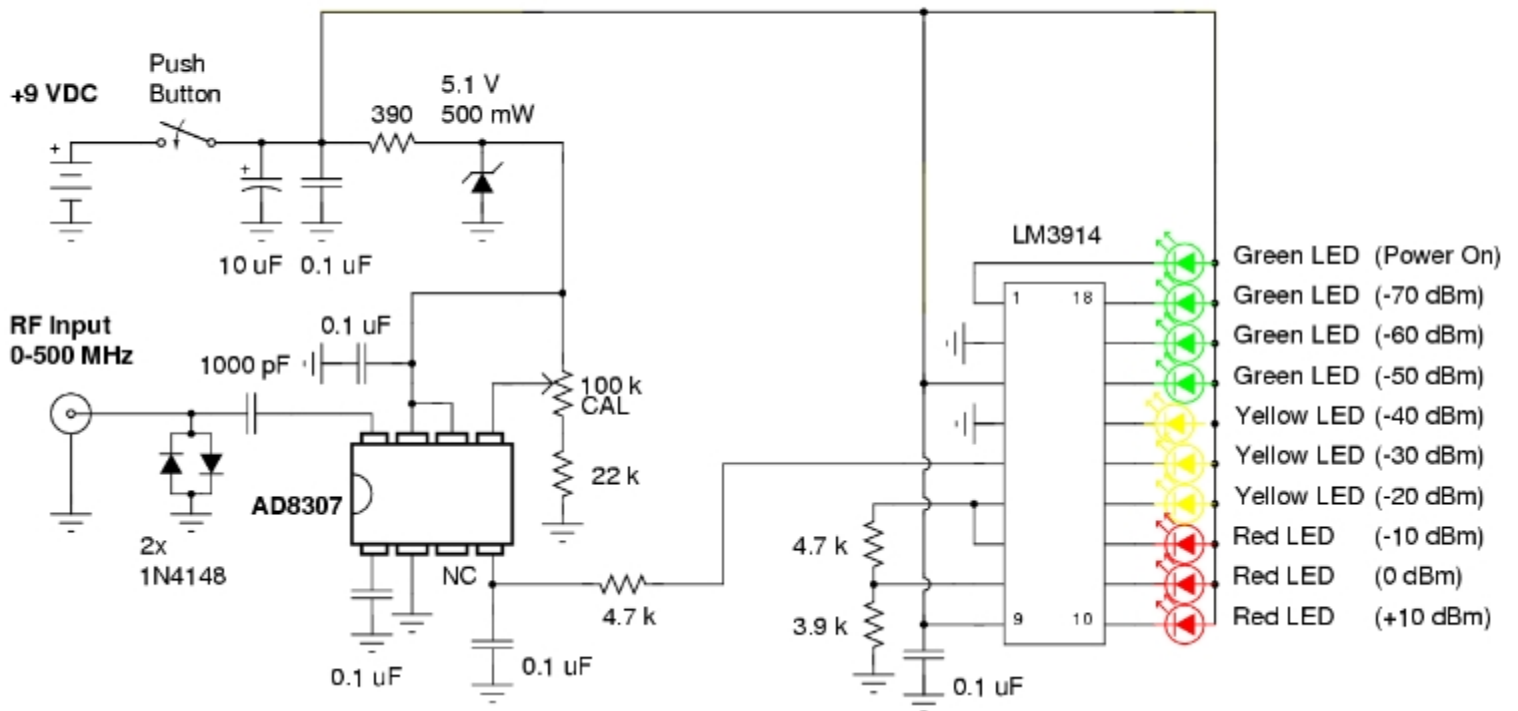 +9 VDC
Push
Button
390
5.1 V
500 mW
+
+
10 uF
0.1 uF
RF Input
0-500 MHz
1000 pF
0.1 uF
100 k
CAL
22 k
AD8307
2x
1N4148
NC
0.1 uF
0.1 uF
4.7 k
LM3914
1
18
9
10
4.7 k
3.9 k
0.1 uF
Green LED (Power On)
Green LED (-70 dBm)
Green LED (-60 dBm)
Green LED (-50 dBm)
Yellow LED (-40 dBm)
Yellow LED (-30 dBm)
Yellow LED (-20 dBm)
Red LED (-10 dBm)
Red LED (0 dBm)
Red LED (+10 dBm)